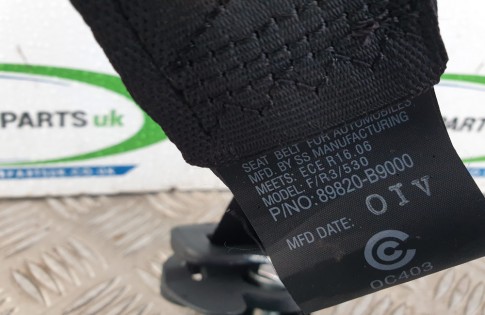 PARTS uk
SEAT BELT FOR AUTOMOBILES
MFD. BY SS MANUFACTURING
MEETS: ECE R16.06
MODEL: F/R3/530
P/NO: 89820-B9000
MFD DATE: OIV
OC403